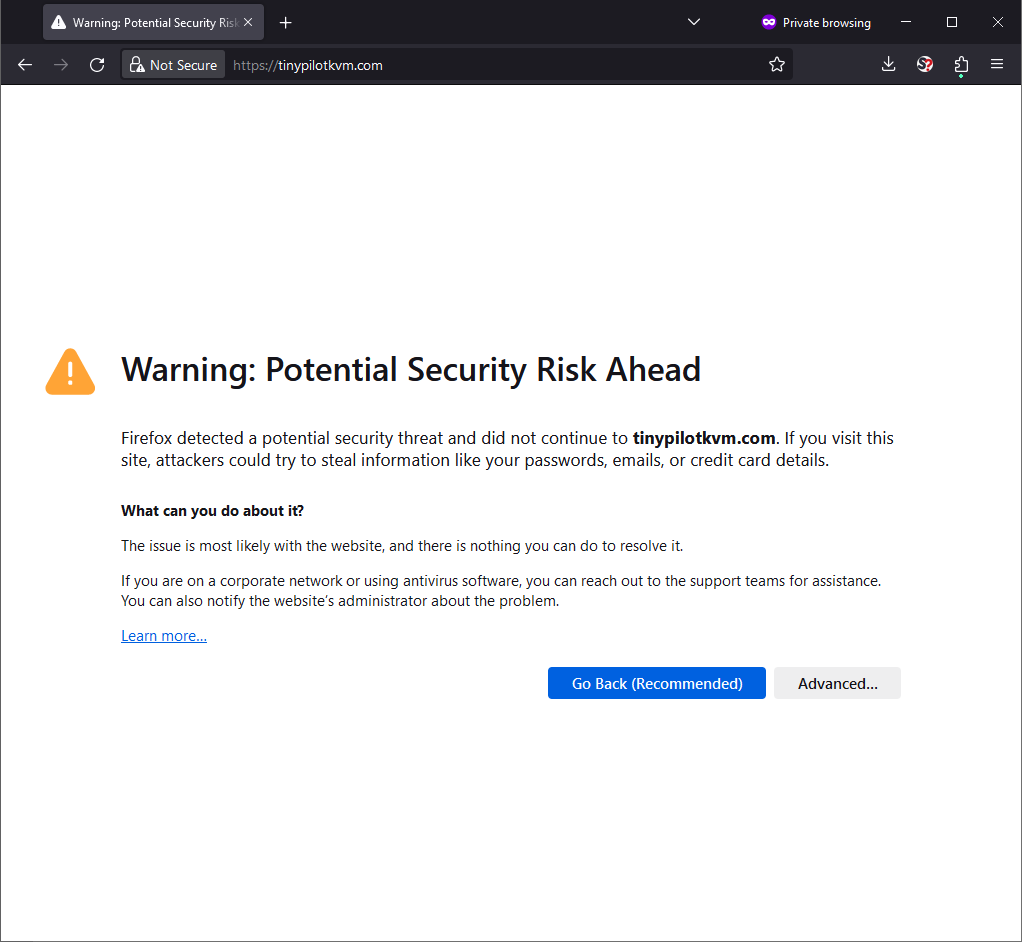 Warning: Potential Security Risk
Private browsing
Not Secure
https://tinypilotkvm.com
Warning: Potential Security Risk Ahead
Firefox detected a potential security threat and did not continue to tinypilotkvm.com. If you visit this
site, attackers could try to steal information like your passwords, emails, or credit card details.
What can you do about it?
The issue is most likely with the website, and there is nothing you can do to resolve it.
If you are on a corporate network or using antivirus software, you can reach out to the support teams for assistance.
You can also notify the website’s administrator about the problem.
Learn more…
Go Back (Recommended)
Advanced…